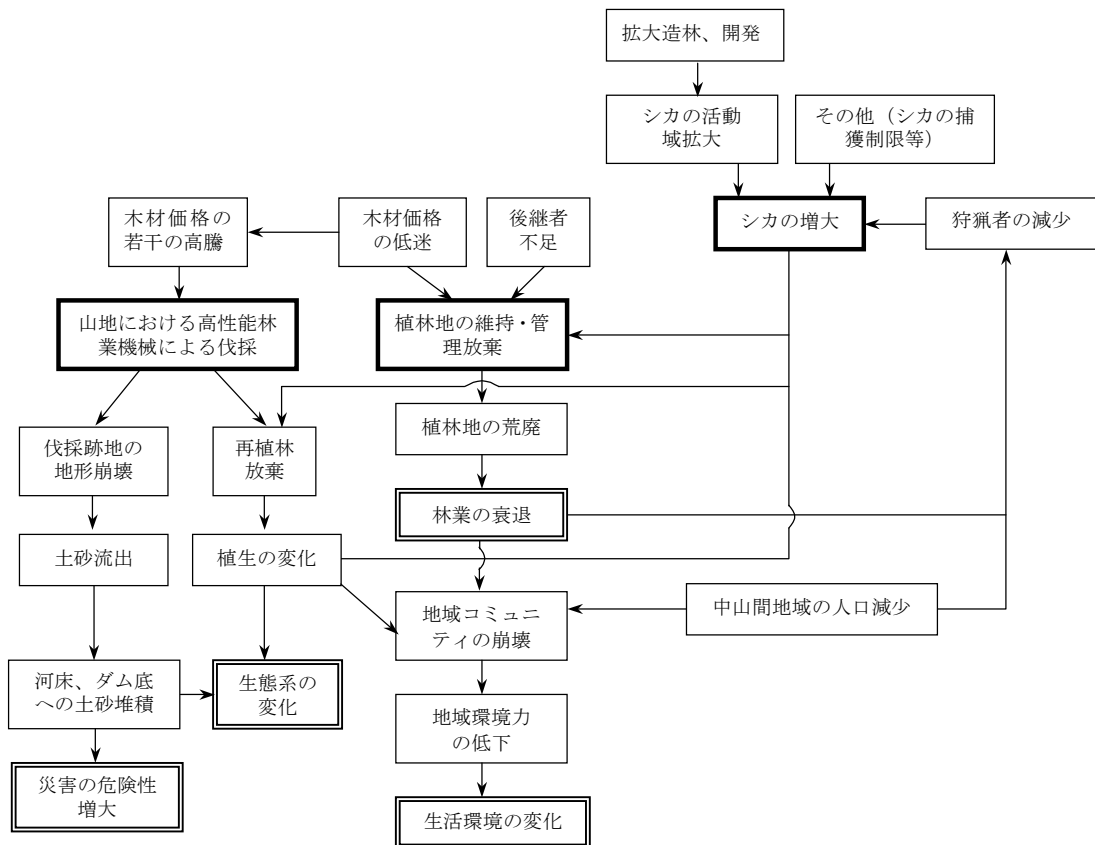 拡大造林、開発
シカの活動
域拡大
その他（シカの捕
獲制限等）
木材価格の
若干の高騰
木材価格
の低迷
後継者
不足
シカの増大
狩猟者の減少
山地における高性能林
業機械による伐採
植林地の維持・管
理放棄
伐採跡地の
地形崩壊
再植林
放棄
植林地の荒廃
林業の衰退
土砂流出
植生の変化
地域コミュニ
ティの崩壊
中山間地域の人口減少
河床、ダム底
への土砂堆積
生態系の
変化
地域環境力
の低下
災害の危険性
増大
生活環境の変化